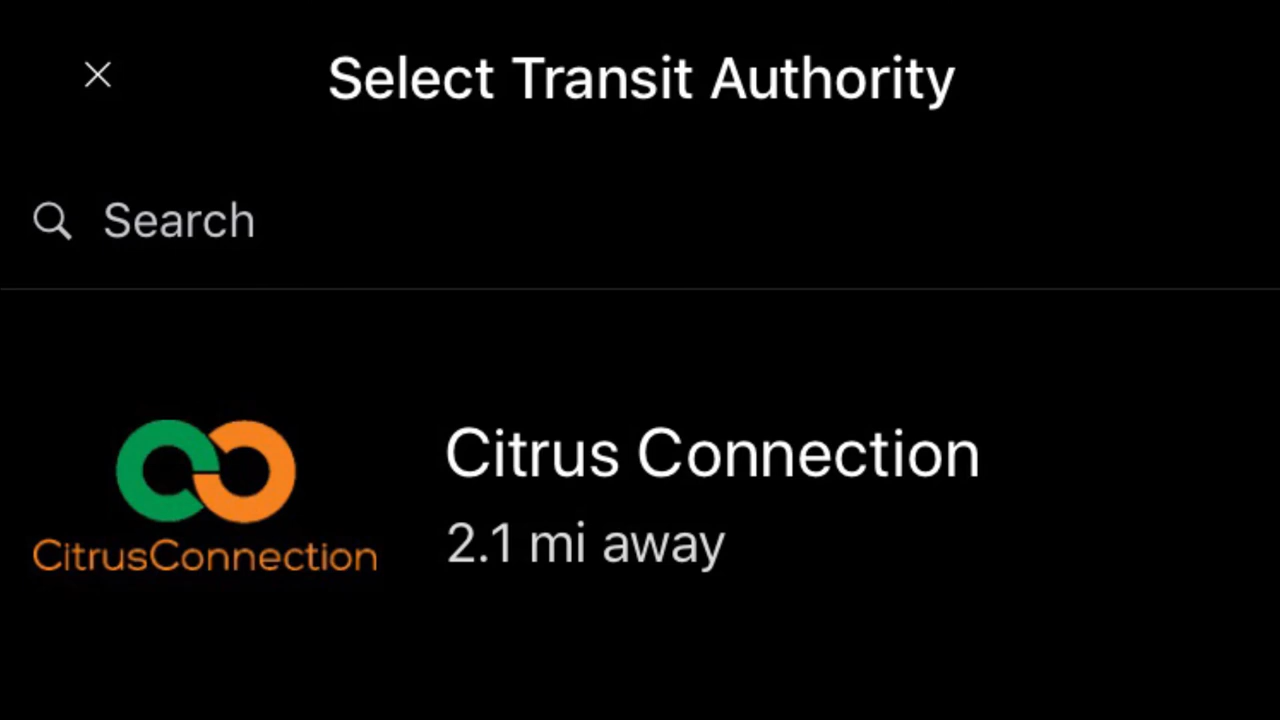 Select Transit Authority
Search
CitrusConnection
Citrus Connection
2.1 mi away